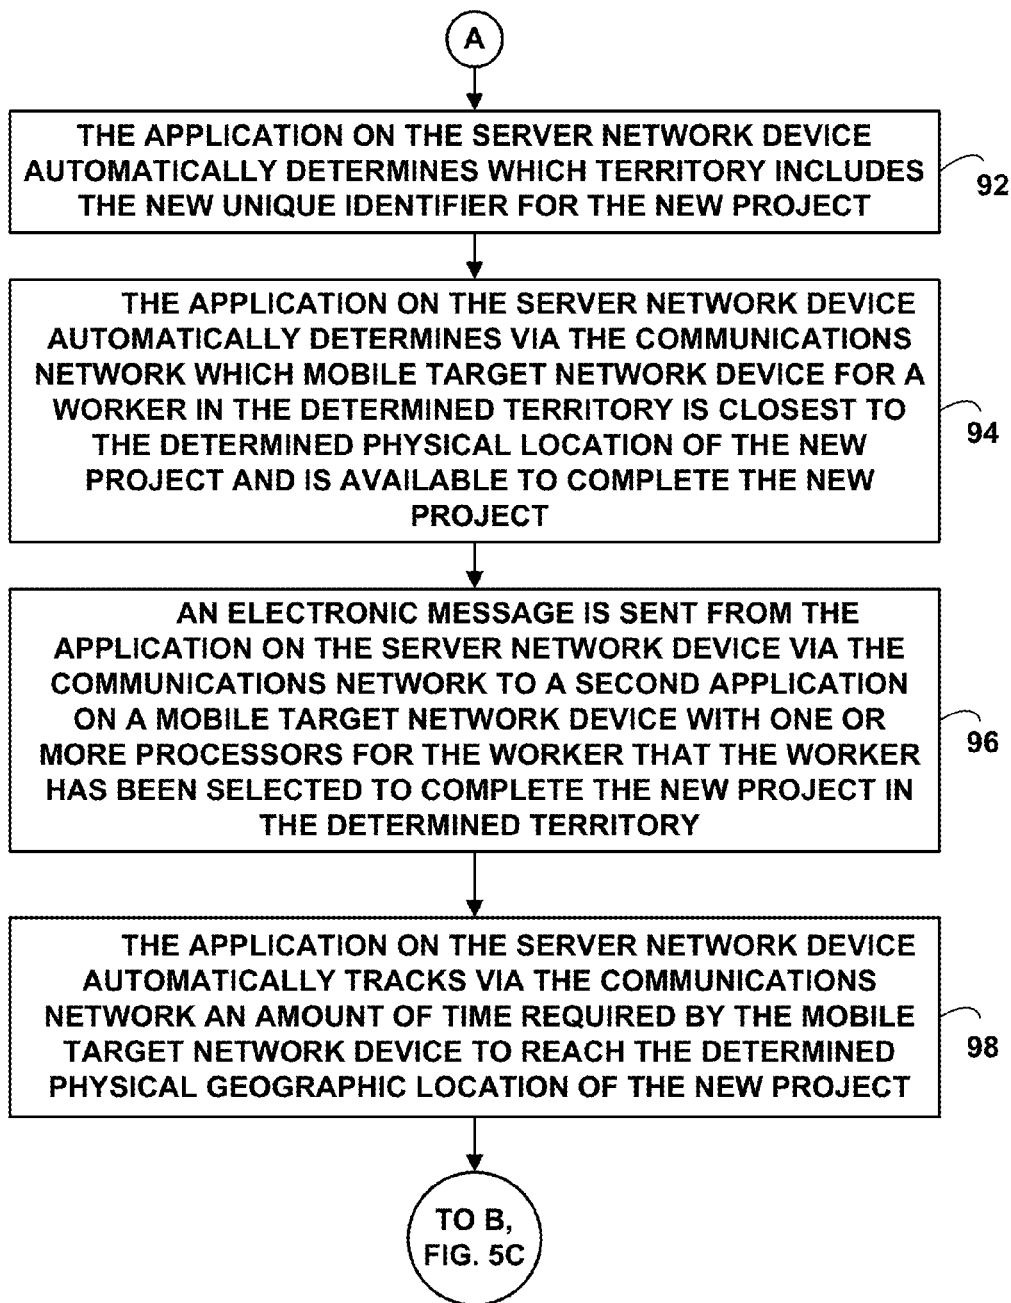 A
THE APPLICATION ON THE SERVER NETWORK DEVICE
AUTOMATICALLY DETERMINES WHICH TERRITORY INCLUDES
THE NEW UNIQUE IDENTIFIER FOR THE NEW PROJECT
92
THE APPLICATION ON THE SERVER NETWORK DEVICE
AUTOMATICALLY DETERMINES VIA THE COMMUNICATIONS
NETWORK WHICH MOBILE TARGET NETWORK DEVICE FOR A
WORKER IN THE DETERMINED TERRITORY IS CLOSEST TO
THE DETERMINED PHYSICAL LOCATION OF THE NEW
PROJECT AND IS AVAILABLE TO COMPLETE THE NEW
PROJECT
94
AN ELECTRONIC MESSAGE IS SENT FROM THE
APPLICATION ON THE SERVER NETWORK DEVICE VIA THE
COMMUNICATIONS NETWORK TO A SECOND APPLICATION
ON A MOBILE TARGET NETWORK DEVICE WITH ONE OR
MORE PROCESSORS FOR THE WORKER THAT THE WORKER
HAS BEEN SELECTED TO COMPLETE THE NEW PROJECT IN
THE DETERMINED TERRITORY
96
THE APPLICATION ON THE SERVER NETWORK DEVICE
AUTOMATICALLY TRACKS VIA THE COMMUNICATIONS
NETWORK AN AMOUNT OF TIME REQUIRED BY THE MOBILE
TARGET NETWORK DEVICE TO REACH THE DETERMINED
PHYSICAL GEOGRAPHIC LOCATION OF THE NEW PROJECT
98
TO B,
FIG. 5C